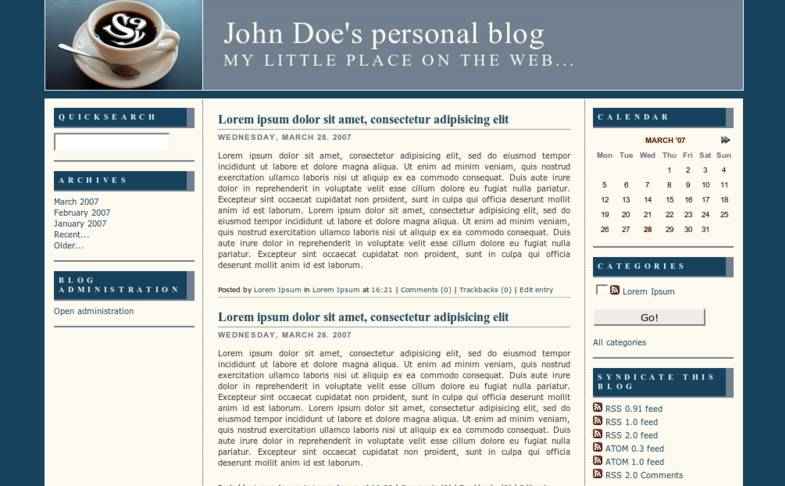 John Doe's personal blog
MY LITTLE PLACE ON THE WEB...
QUICKSEARCH
ARCHIVES
March 2007
February 2007
January 2007
Recent...
Older...
BLOG
ADMINISTRATION
Open administration
Lorem ipsum dolor sit amet, consectetur adipisicing elit
WEDNESDAY, MARCH 28. 2007
Lorem ipsum dolor sit amet, consectetur adipisicing elit, sed do eiusmod tempor
incididunt ut labore et dolore magna aliqua. Ut enim ad minim veniam, quis nostrud
exercitation ullamco laboris nisi ut aliquip ex ea commodo consequat. Duis aute irure
dolor in reprehenderit in voluptate velit esse cillum dolore eu fugiat nulla pariatur.
Excepteur sint occaecat cupidatat non proident, sunt in culpa qui officia deserunt mollit
anim id est laborum. Lorem ipsum dolor sit amet, consectetur adipisicing elit, sed do
eiusmod tempor incididunt ut labore et dolore magna aliqua. Ut enim ad minim veniam,
quis nostrud exercitation ullamco laboris nisi ut aliquip ex ea commodo consequat. Duis
aute irure dolor in reprehenderit in voluptate velit esse cillum dolore eu fugiat nulla
pariatur. Excepteur sint occaecat cupidatat non proident, sunt in culpa qui officia
deserunt mollit anim id est laborum.
Posted by Lorem Ipsum in Lorem Ipsum at 16:21 | Comments (0) | Trackbacks (0) | Edit entry
Lorem ipsum dolor sit amet, consectetur adipisicing elit
WEDNESDAY, MARCH 28. 2007
Lorem ipsum dolor sit amet, consectetur adipisicing elit, sed do eiusmod tempor
incididunt ut labore et dolore magna aliqua. Ut enim ad minim veniam, quis nostrud
exercitation ullamco laboris nisi ut aliquip ex ea commodo consequat. Duis aute irure
dolor in reprehenderit in voluptate velit esse cillum dolore eu fugiat nulla pariatur.
Excepteur sint occaecat cupidatat non proident, sunt in culpa qui officia deserunt mollit
anim id est laborum. Lorem ipsum dolor sit amet, consectetur adipisicing elit, sed do
eiusmod tempor incididunt ut labore et dolore magna aliqua. Ut enim ad minim veniam,
quis nostrud exercitation ullamco laboris nisi ut aliquip ex ea commodo consequat. Duis
aute irure dolor in reprehenderit in voluptate velit esse cillum dolore eu fugiat nulla
pariatur. Excepteur sint occaecat cupidatat non proident, sunt in culpa qui officia
deserunt mollit anim id est laborum.
CALENDAR
MARCH '07
Mon Tue Wed Thu Fri Sat Sun
1 2 3 4
5 6 7 8 9 10 11
12 13 14 15 16 17 18
19 20 21 22 23 24 25
26 27 28 29 30 31
CATEGORIES
Lorem Ipsum
Go!
All categories
SYNDICATE THIS
BLOG
RSS 0.91 feed
RSS 1.0 feed
RSS 2.0 feed
ATOM 0.3 feed
ATOM 1.0 feed
RSS 2.0 Comments